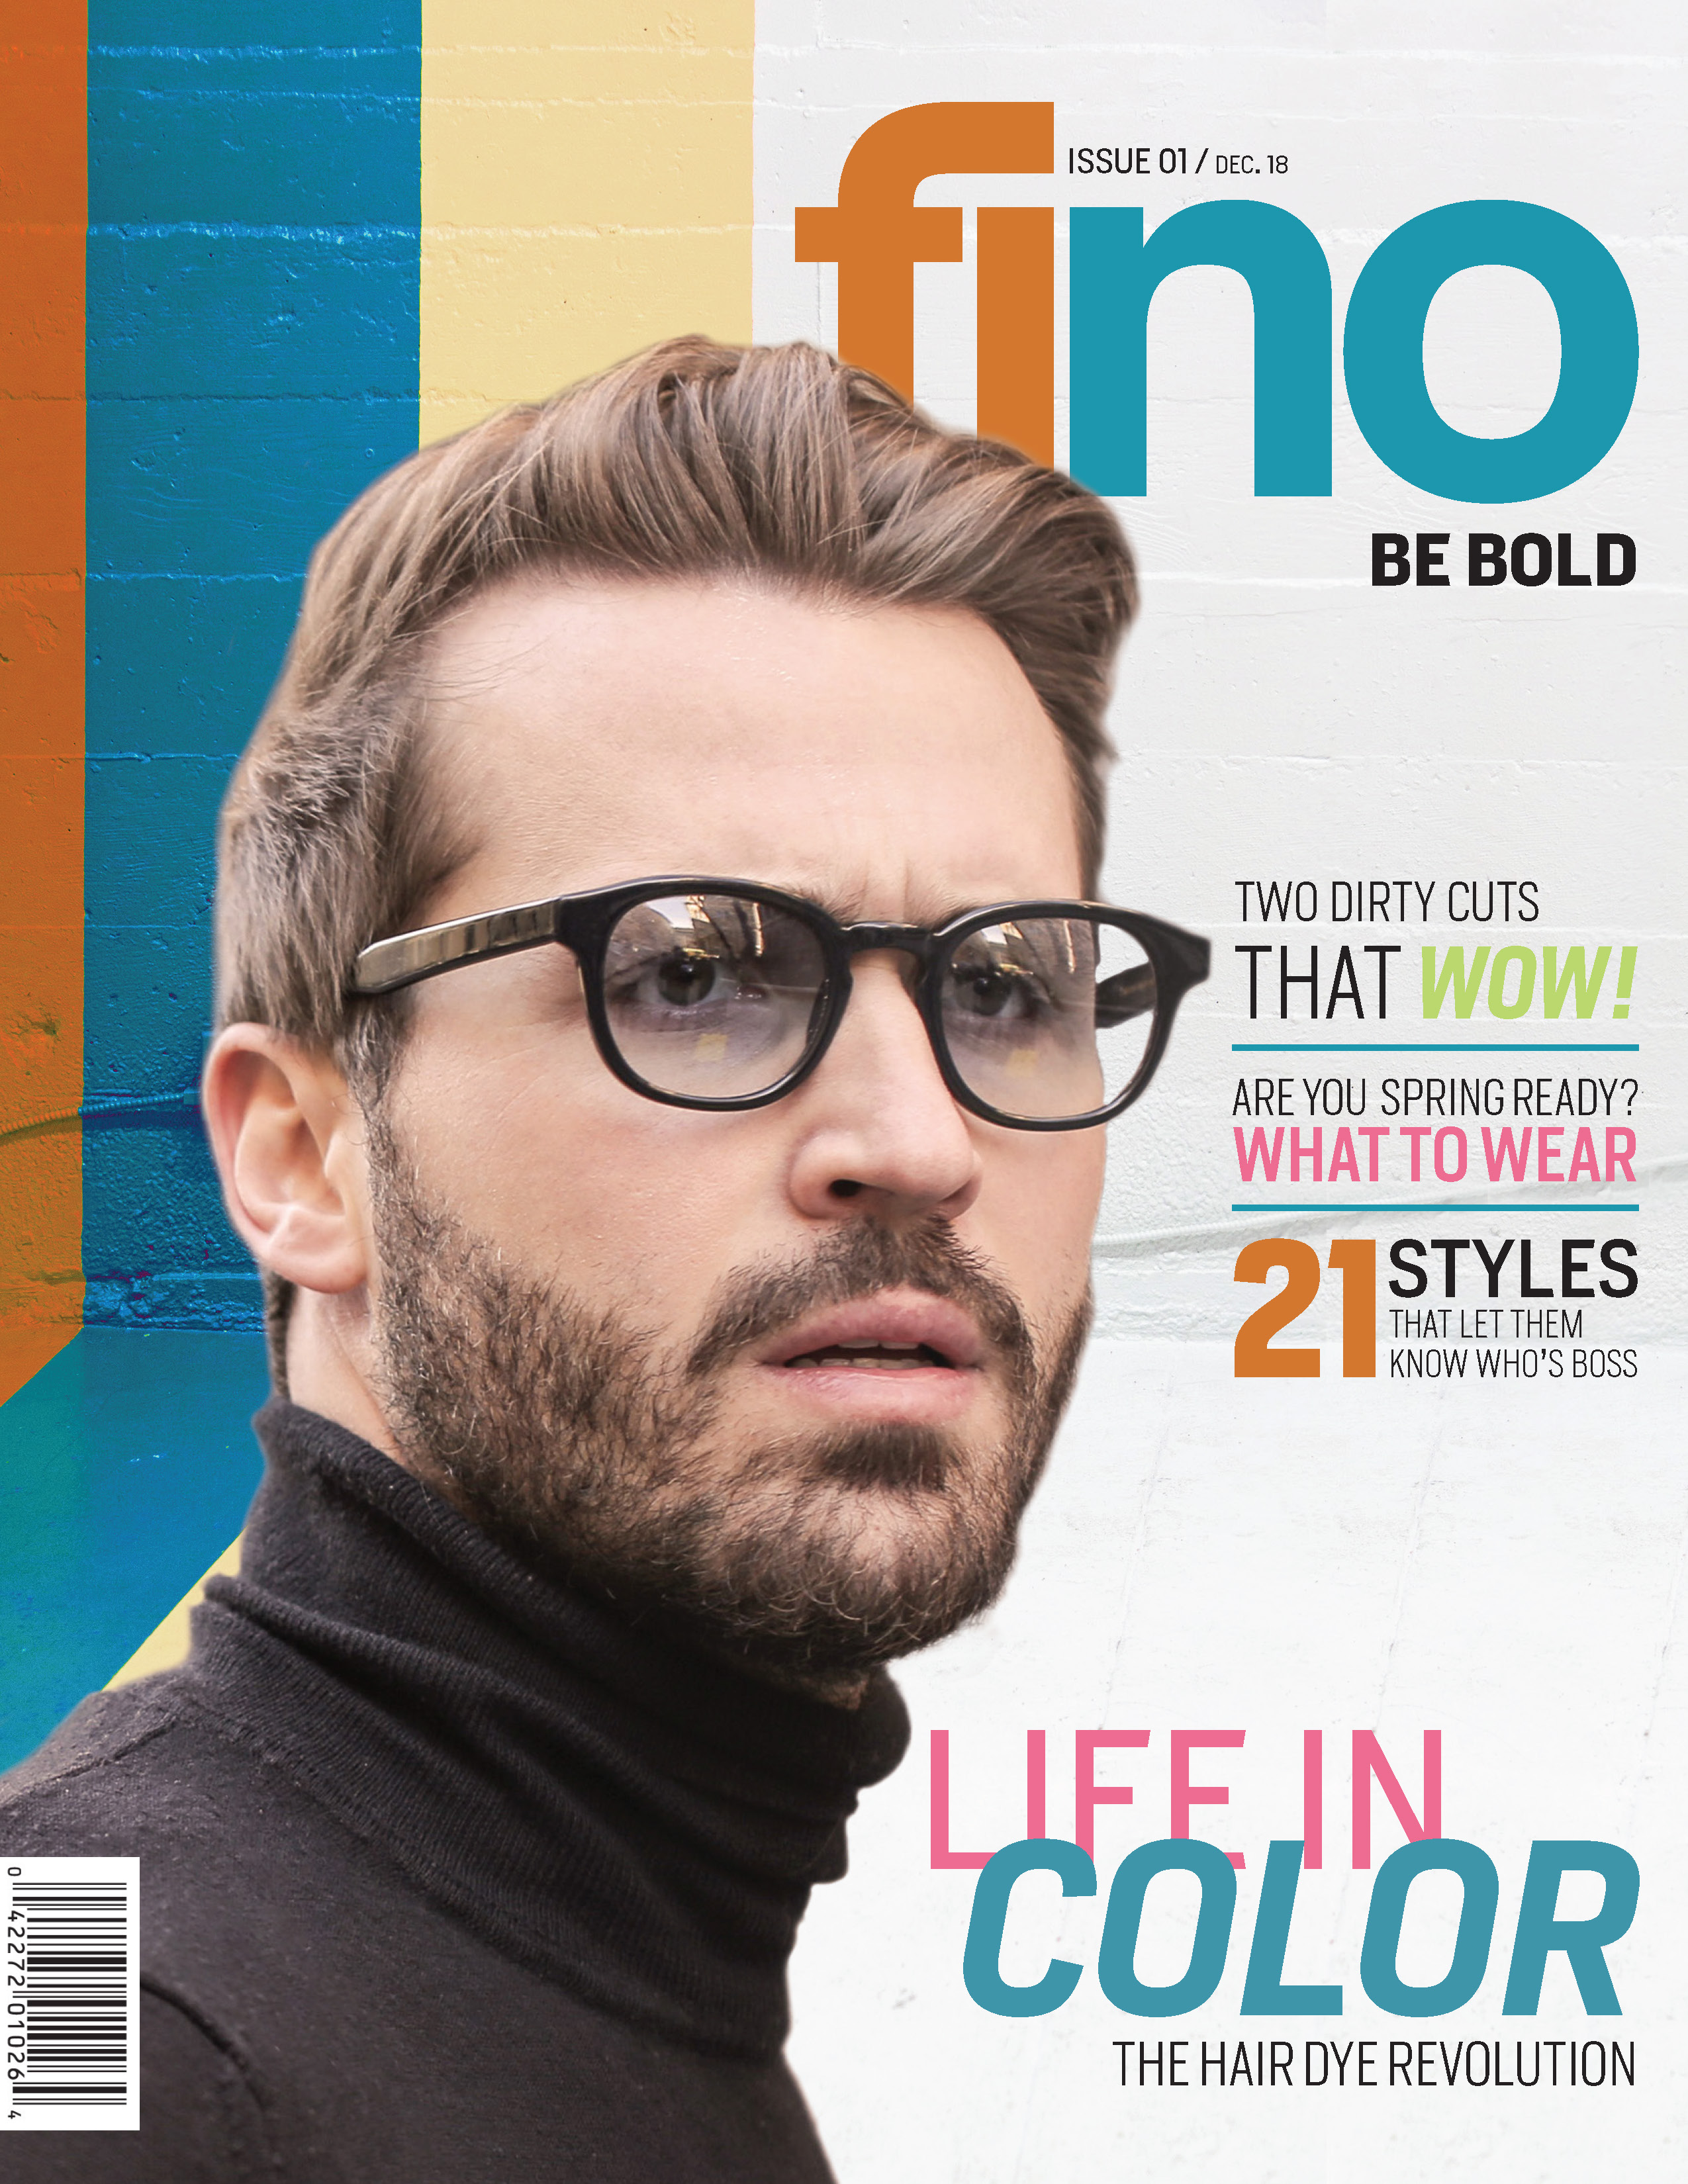 ISSUE 01 / DEC. 18
fino
BE BOLD
TWO DIRTY CUTS
THAT WOW!
ARE YOU SPRING READY?
WHAT TO WEAR
21 STYLES
THAT LET THEM
KNOW WHO'S BOSS
LIFE IN
COLOR
THE HAIR DYE REVOLUTION
0 42272 01026 4